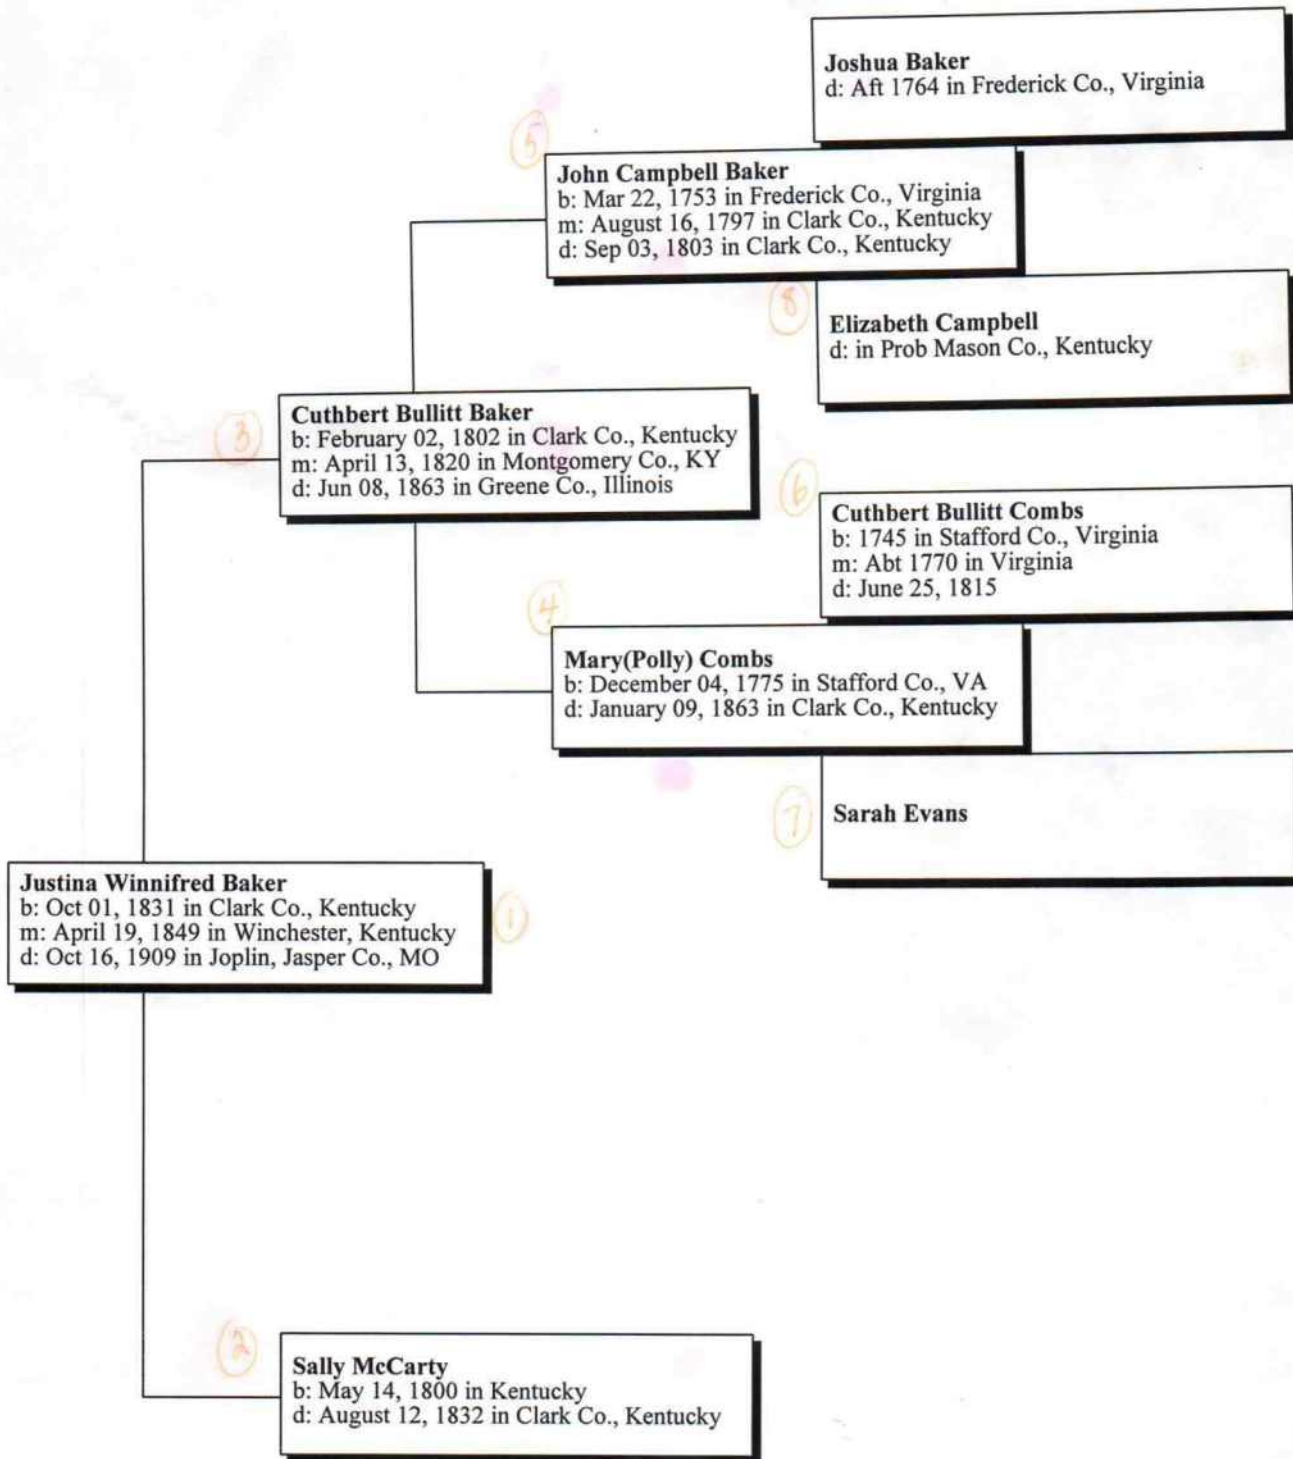 Joshua Baker
d: Aft 1764 in Frederick Co., Virginia
5
John Campbell Baker
b: Mar 22, 1753 in Frederick Co., Virginia
m: August 16, 1797 in Clark Co., Kentucky
d: Sep 03, 1803 in Clark Co., Kentucky
8
Elizabeth Campbell
d: in Prob Mason Co., Kentucky
3
Cuthbert Bullitt Baker
b: February 02, 1802 in Clark Co., Kentucky
m: April 13, 1820 in Montgomery Co., KY
d: Jun 08, 1863 in Greene Co., Illinois
6
Cuthbert Bullitt Combs
b: 1745 in Stafford Co., Virginia
m: Abt 1770 in Virginia
d: June 25, 1815
4
Mary(Polly) Combs
b: December 04, 1775 in Stafford Co., VA
d: January 09, 1863 in Clark Co., Kentucky
7
Sarah Evans
Justina Winnifred Baker
b: Oct 01, 1831 in Clark Co., Kentucky
m: April 19, 1849 in Winchester, Kentucky
d: Oct 16, 1909 in Joplin, Jasper Co., MO
1
2
Sally McCarty
b: May 14, 1800 in Kentucky
d: August 12, 1832 in Clark Co., Kentucky